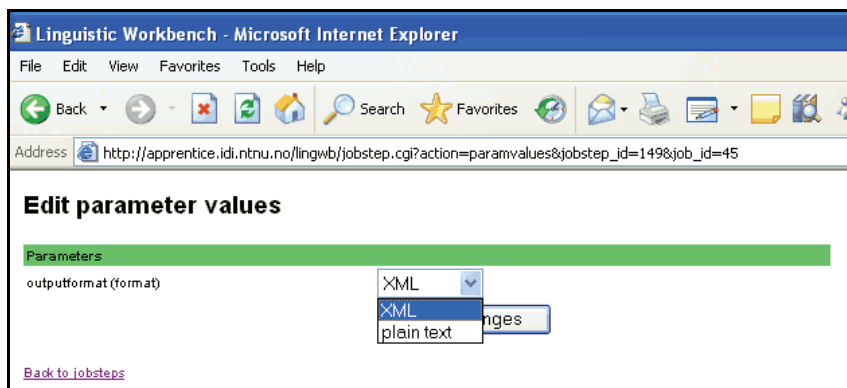 Linguistic Workbench - Microsoft Internet Explorer
File Edit View Favorites Tools Help
Back Search Favorites
Address http://apprentice.idi.ntnu.no/lingwb/jobstep.cgi?action=paramvalues&jobstep_id=149&job_id=45
Edit parameter values
Parameters
outputformat (format) XML
XML
nges
plain text
Back to jobsteps